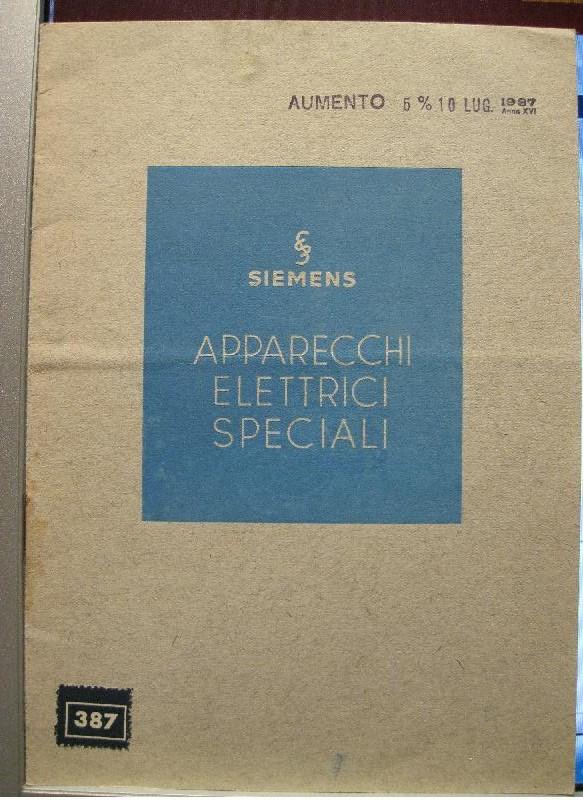 AUMENTO 5 % 10 LUG. 1937
Anno XVI
SIEMENS
APPARECCHI
ELETTRICI
SPECIALI
387